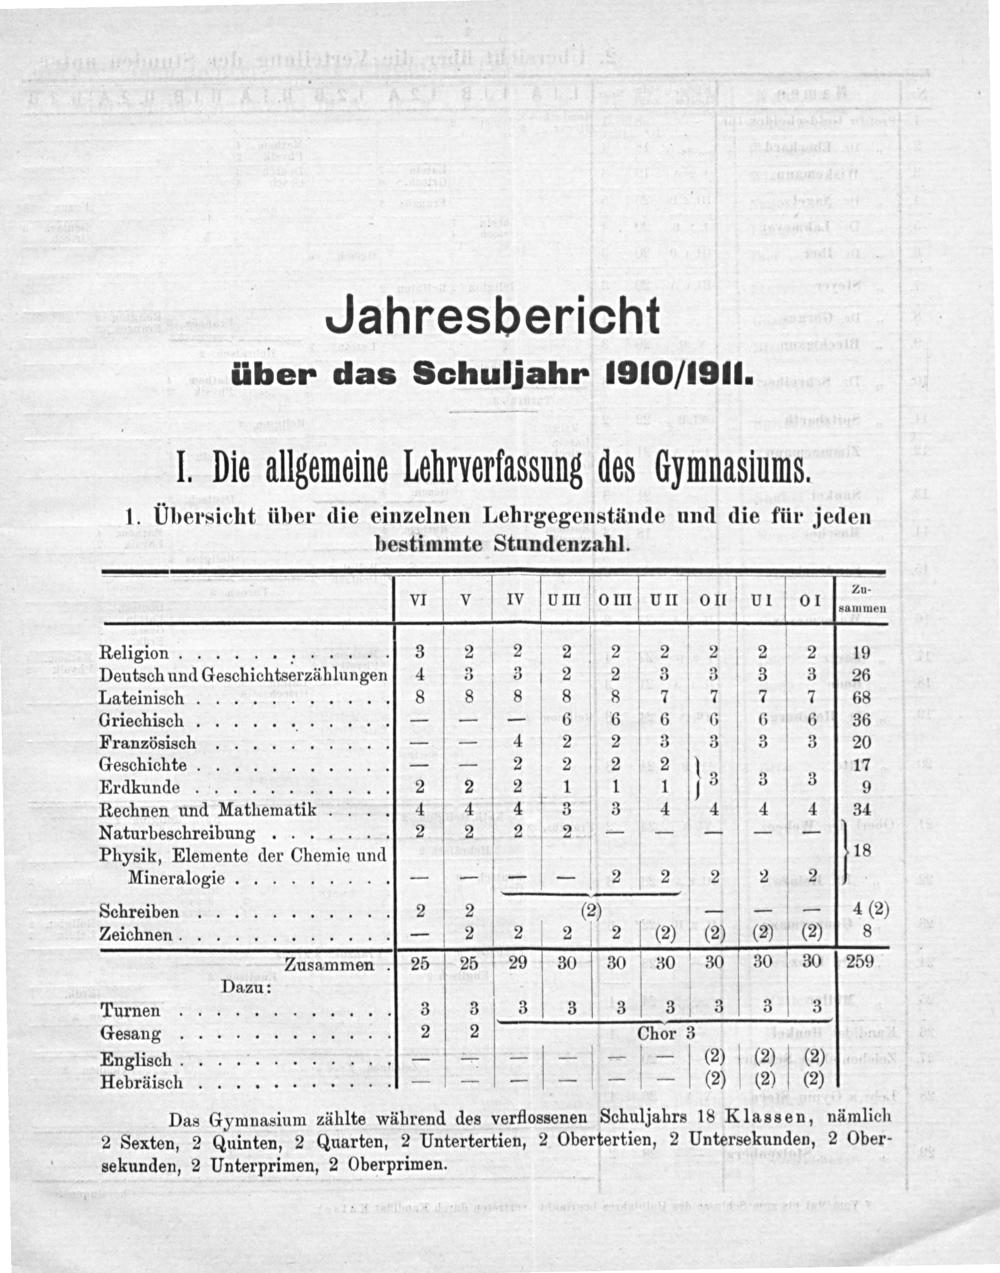 Jahresbericht
über das Schuljahr 1910/1911.
I. Die allgemeine Lehrverfassung des Gymnasiums.
1. Übersicht über die einzelnen Lehrgegenstände und die für jeden
bestimmte Stundenzahl.
VI V IV U III O III U II O II U I O I Zu-
sammen
Religion . . . . . . . . . . 3 2 2 2 2 2 2 2 2 19
Deutsch und Geschichtserzählungen 4 3 3 2 2 3 3 3 3 26
Lateinisch . . . . . . . . . 8 8 8 8 8 7 7 7 7 68
Griechisch . . . . . . . . . — — — 6 6 6 6 6 6 36
Französisch . . . . . . . . — — 4 2 2 3 3 3 3 20
Geschichte . . . . . . . . . — — 2 2 2 2 } 3 3 3 17
Erdkunde . . . . . . . . . 2 2 2 1 1 1 9
Rechnen und Mathematik . . . . 4 4 4 3 3 4 4 4 4 34
Naturbeschreibung . . . . . . 2 2 2 2 — — — — — } 18
Physik, Elemente der Chemie und
Mineralogie . . . . . . . . — — — — 2 2 2 2 2
Schreiben . . . . . . . . . 2 2 (2) — — — 4 (2)
Zeichnen . . . . . . . . . . — 2 2 2 2 (2) (2) (2) (2) 8
Zusammen . 25 25 29 30 30 30 30 30 30 259
Dazu:
Turnen . . . . . . . . . . 3 3 3 3 3 3 3 3 3
Gesang . . . . . . . . . . 2 2 Chor 3
Englisch . . . . . . . . . . — — — — — — (2) (2) (2)
Hebräisch . . . . . . . . . — — — — — — (2) (2) (2)
Das Gymnasium zählte während des verflossenen Schuljahrs 18 Klassen, nämlich
2 Sexten, 2 Quinten, 2 Quarten, 2 Untertertien, 2 Obertertien, 2 Untersekunden, 2 Ober-
sekunden, 2 Unterprimen, 2 Oberprimen.